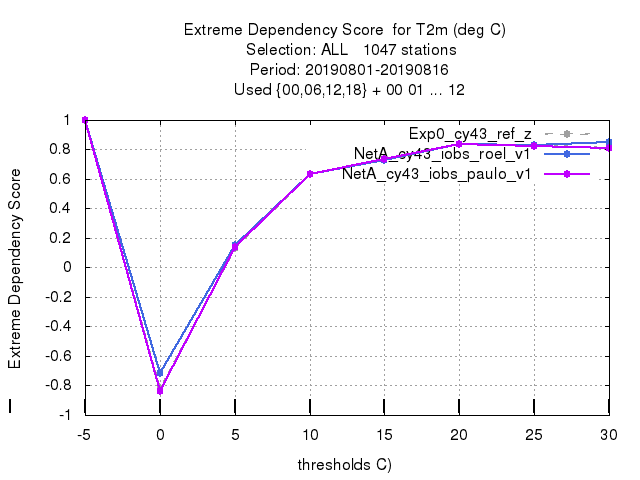 Extreme Dependency Score  for T2m (deg C)
Selection: ALL   1047 stations
Period: 20190801-20190816
Used {00,06,12,18} + 00 01 ... 12
Extreme Dependency Score
1
0.8
0.6
0.4
0.2
0
-0.2
-0.4
-0.6
-0.8
-1
Exp0_cy43_ref_z
NetA_cy43_iobs_roel_v1
NetA_cy43_iobs_paulo_v1
-5 0 5 10 15 20 25 30
thresholds C)